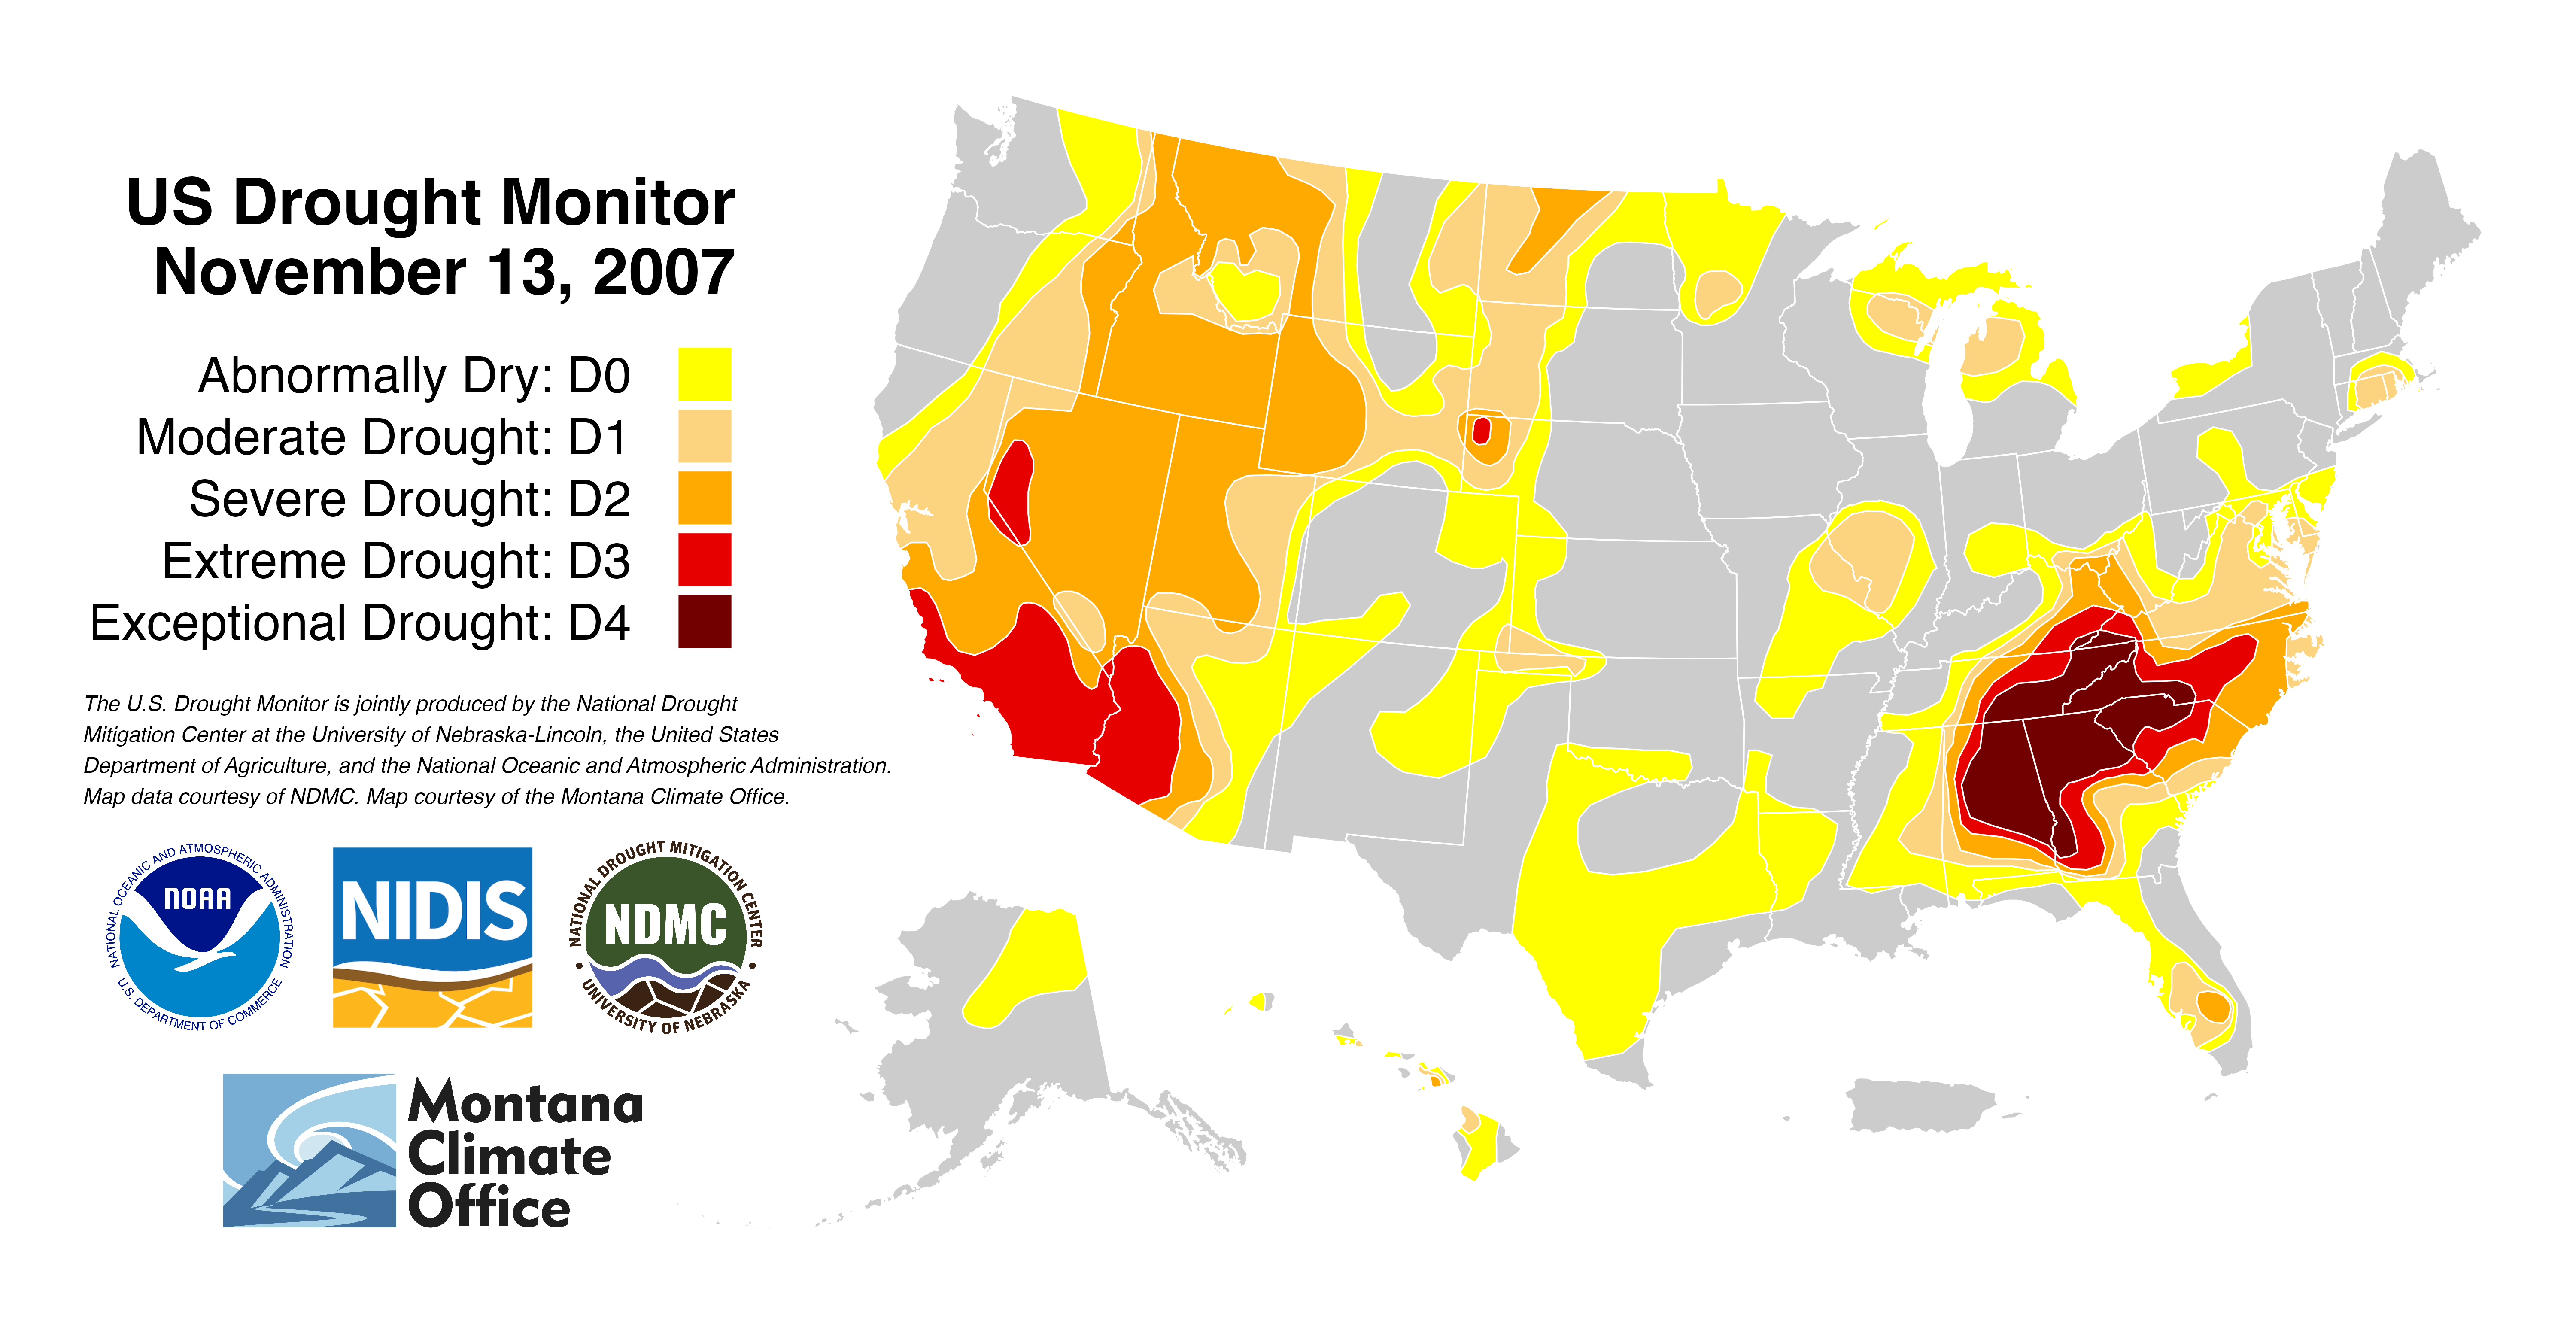 US Drought Monitor
November 13, 2007
Abnormally Dry: D0
Moderate Drought: D1
Severe Drought: D2
Extreme Drought: D3
Exceptional Drought: D4
The U.S. Drought Monitor is jointly produced by the National Drought
Mitigation Center at the University of Nebraska-Lincoln, the United States
Department of Agriculture, and the National Oceanic and Atmospheric Administration.
Map data courtesy of NDMC. Map courtesy of the Montana Climate Office.
NATIONAL OCEANIC AND ATMOSPHERIC ADMINISTRATION
NOAA
U.S. DEPARTMENT OF COMMERCE
NIDIS
NATIONAL DROUGHT MITIGATION CENTER
NDMC
UNIVERSITY OF NEBRASKA
Montana
Climate
Office